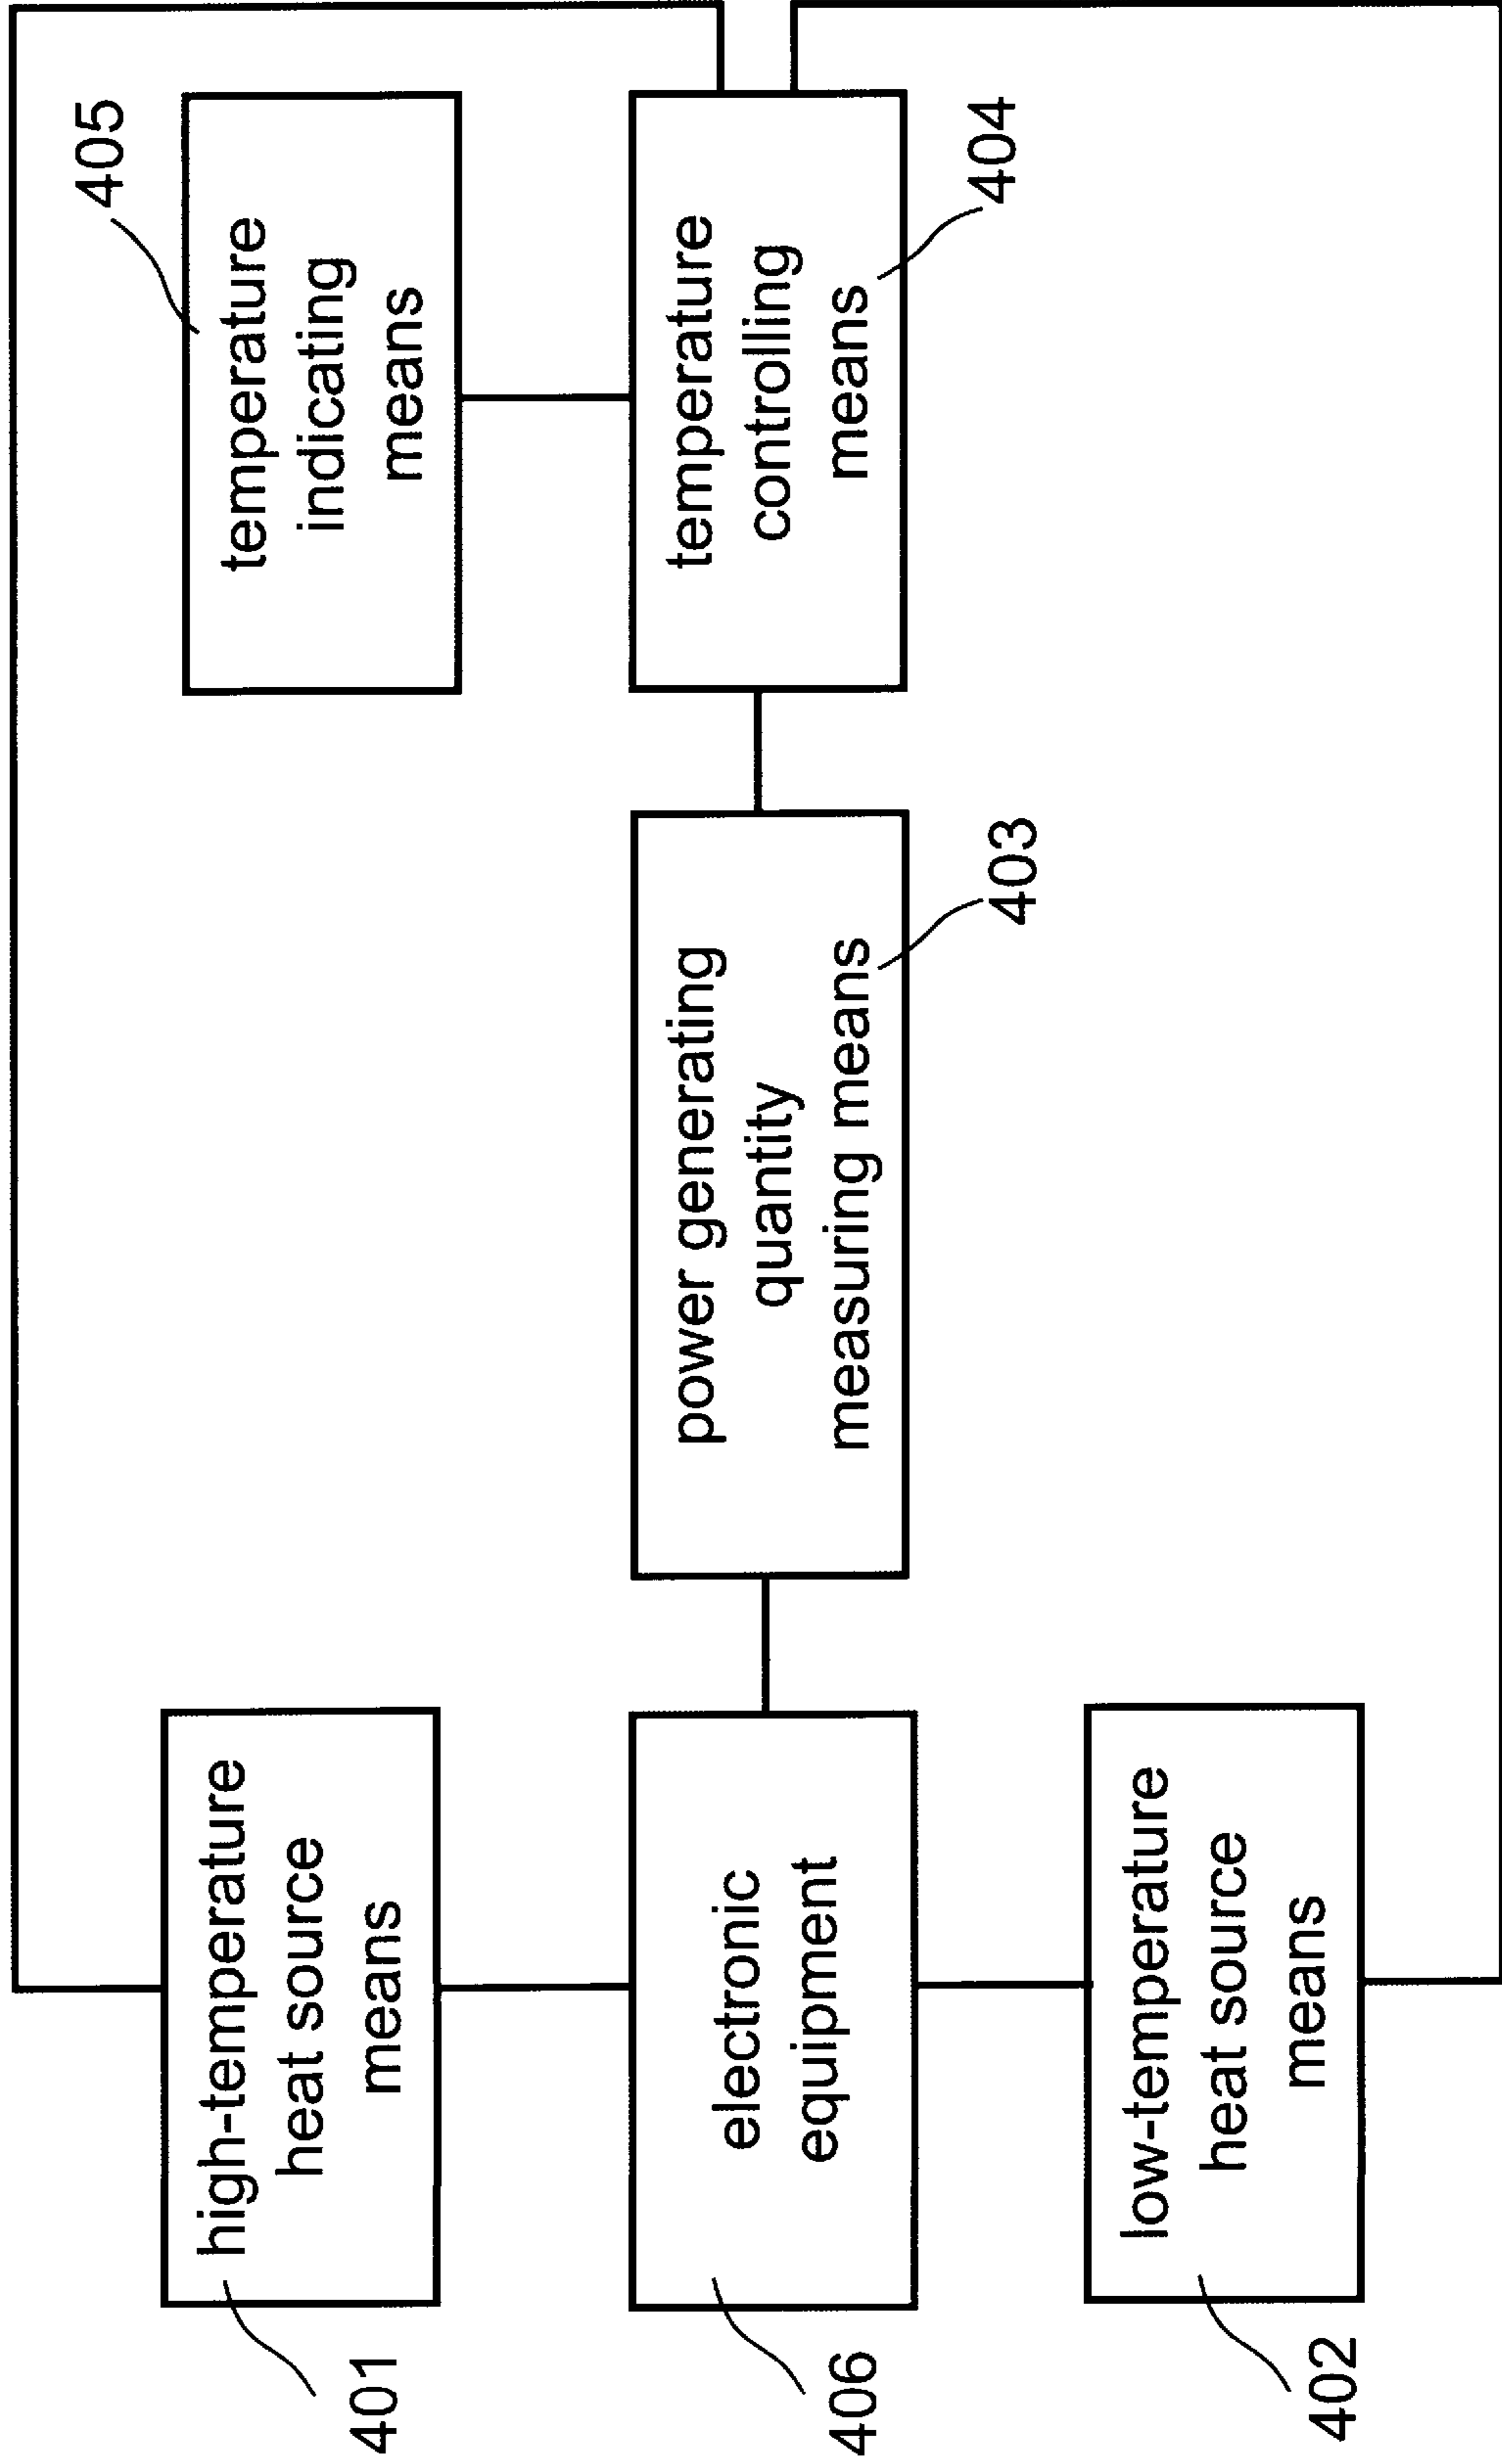 401
high-temperature
heat source
means
406
electronic
equipment
402
low-temperature
heat source
means
power generating
quantity
measuring means
403
405
temperature
indicating
means
temperature
controlling
means
404